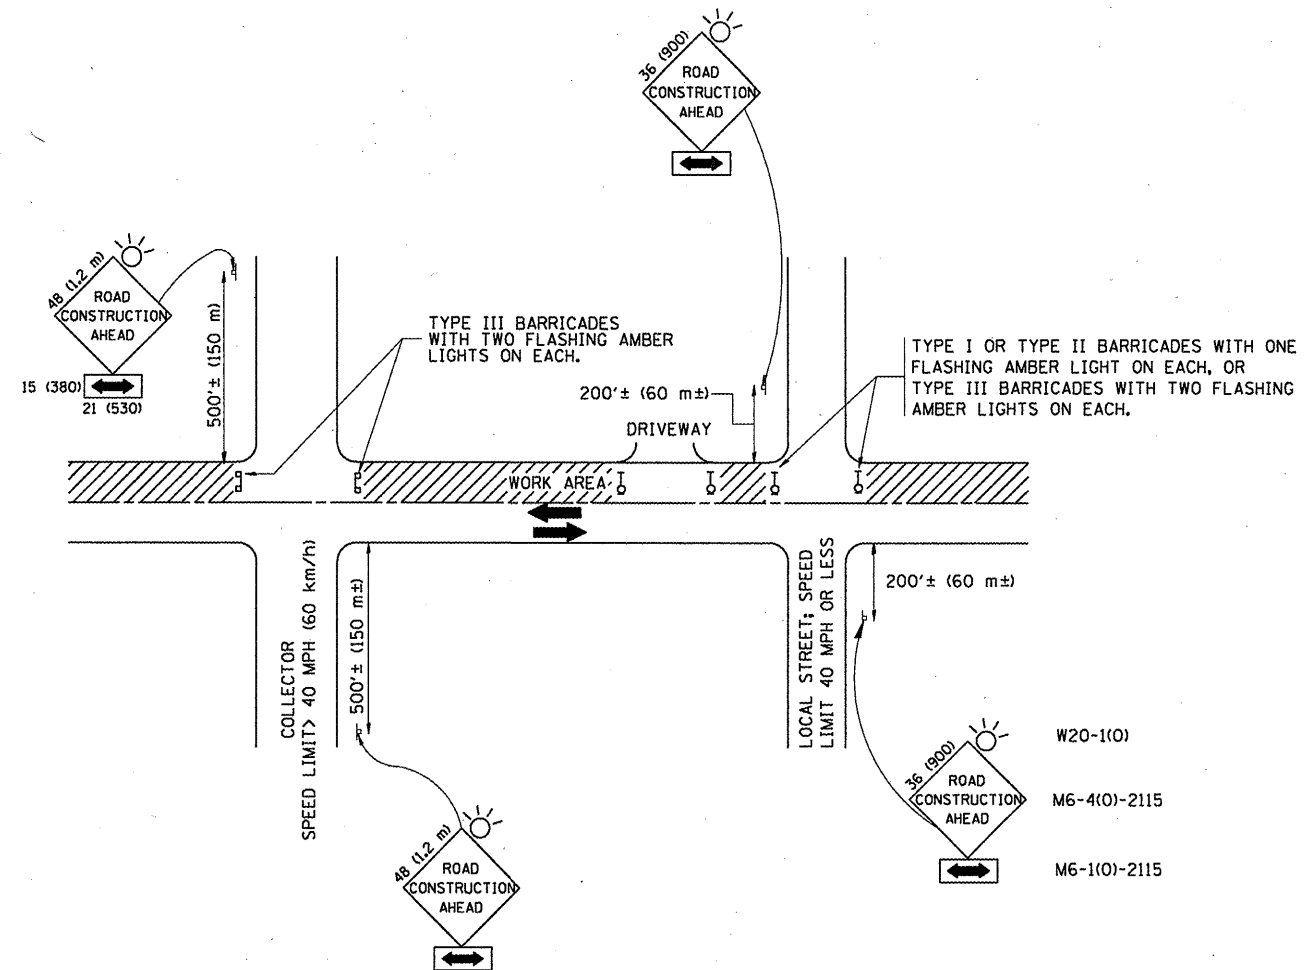 36 (900)
ROAD
CONSTRUCTION
AHEAD
48 (1.2 m)
ROAD
CONSTRUCTION
AHEAD
15 (380)
21 (530)
500'± (150 m)
TYPE III BARRICADES
WITH TWO FLASHING AMBER
LIGHTS ON EACH.
200'± (60 m±)
DRIVEWAY
TYPE I OR TYPE II BARRICADES WITH ONE
FLASHING AMBER LIGHT ON EACH, OR
TYPE III BARRICADES WITH TWO FLASHING
AMBER LIGHTS ON EACH.
WORK AREA
COLLECTOR
SPEED LIMIT> 40 MPH (60 km/h)
500'± (150 m±)
LOCAL STREET; SPEED
LIMIT 40 MPH OR LESS
200'± (60 m±)
36 (900)
ROAD
CONSTRUCTION
AHEAD
W20-1(O)
M6-4(O)-2115
M6-1(O)-2115
48 (1.2 m)
ROAD
CONSTRUCTION
AHEAD